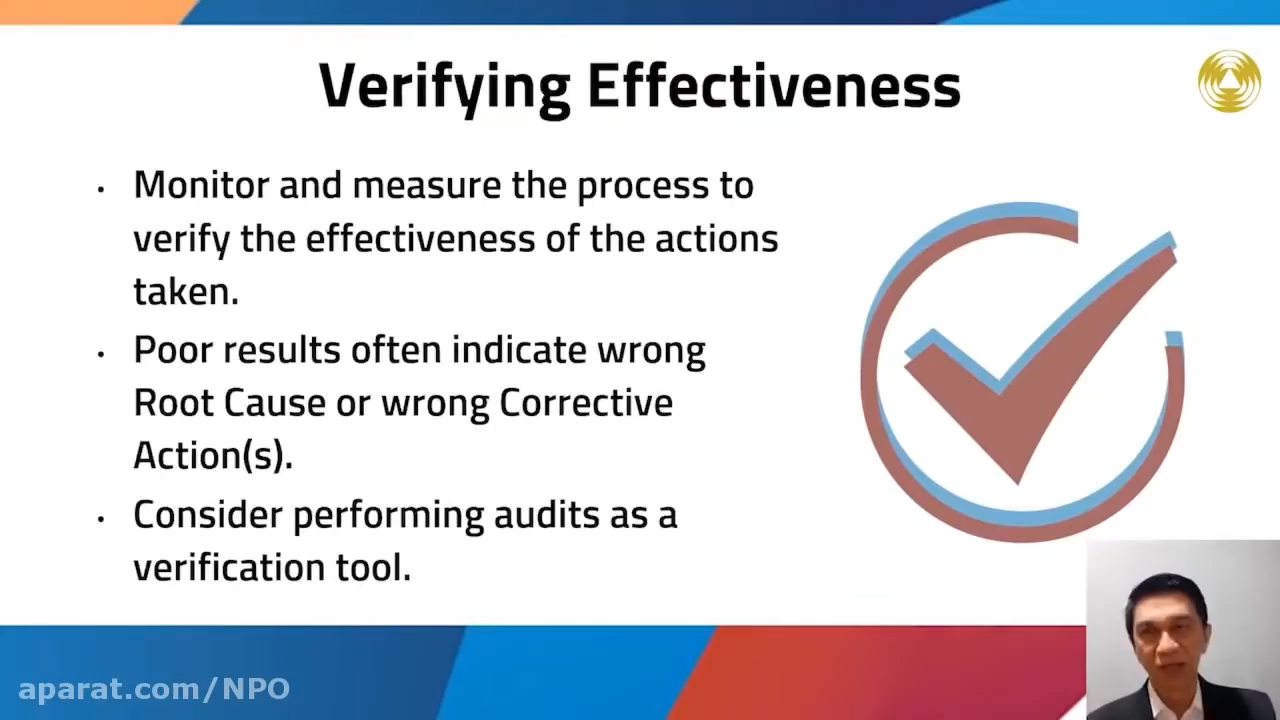 Verifying Effectiveness
• Monitor and measure the process to
verify the effectiveness of the actions
taken.
• Poor results often indicate wrong
Root Cause or wrong Corrective
Action(s).
• Consider performing audits as a
verification tool.
aparat.com/NPO